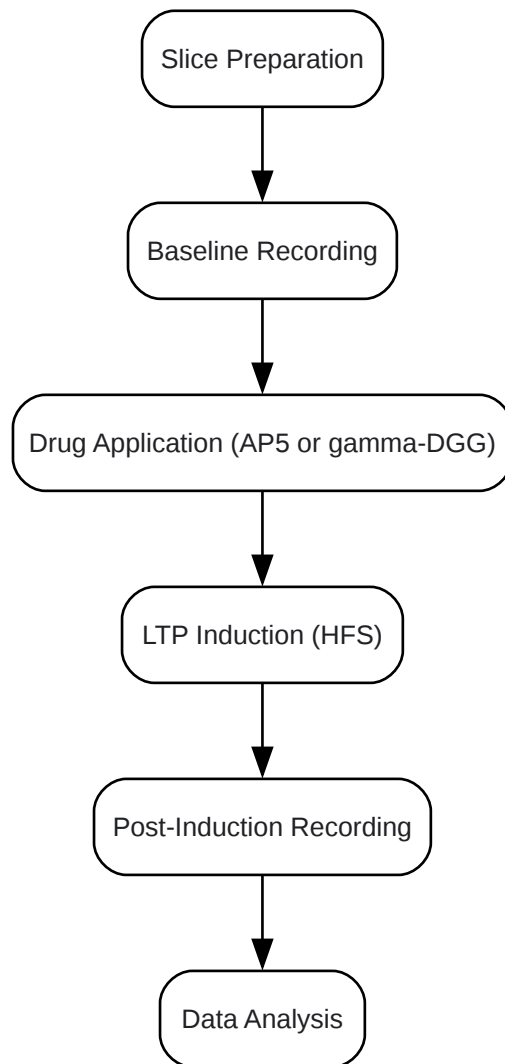 Slice Preparation
Baseline Recording
Drug Application (AP5 or gamma-DGG)
LTP Induction (HFS)
Post-Induction Recording
Data Analysis